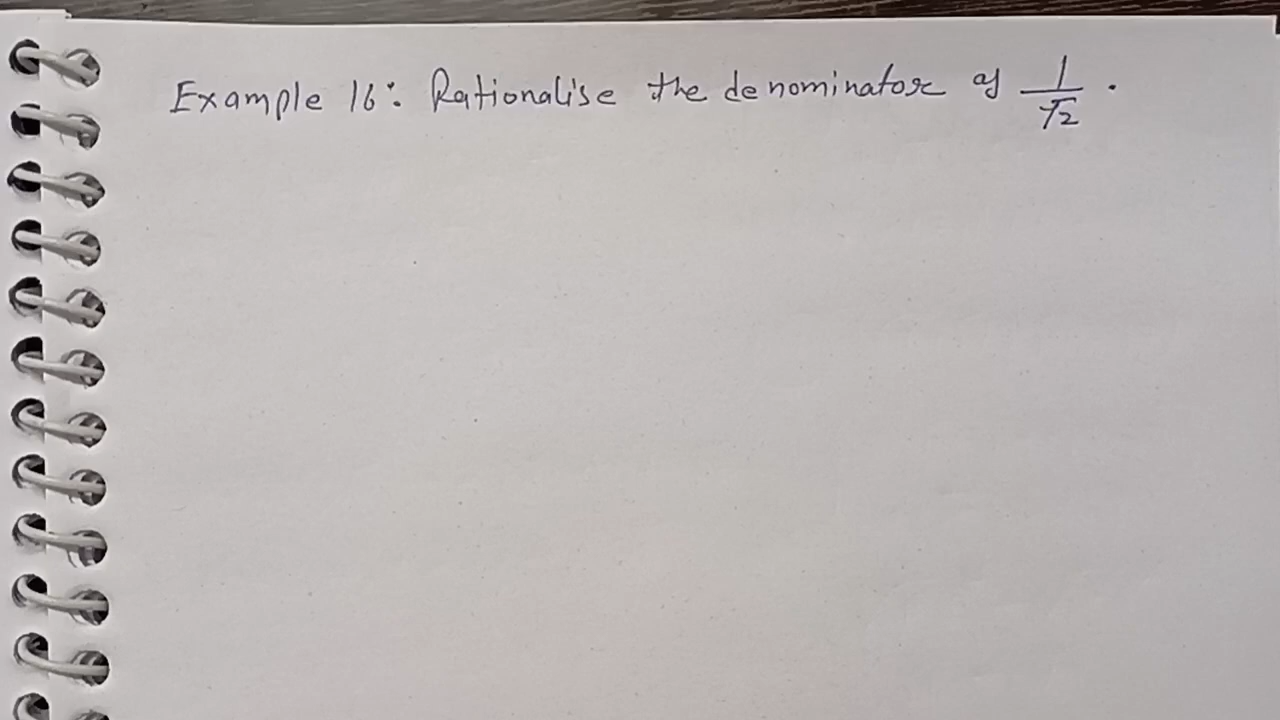 Example 16: Rationalise the denominator of 1/√2.